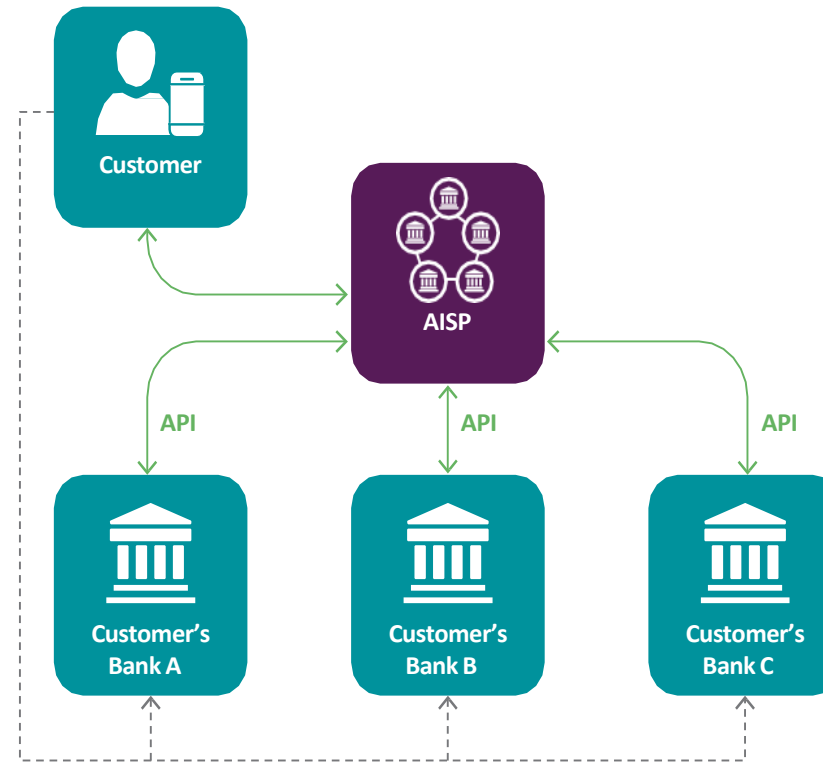 Customer
AISP
API
API
API
Customer’s
Bank A
Customer’s
Bank B
Customer’s
Bank C